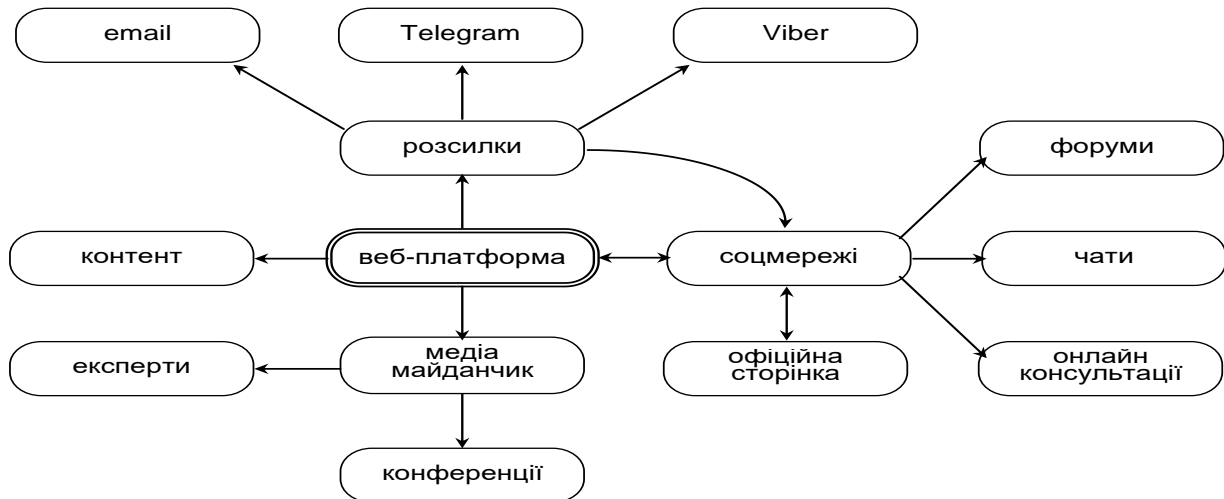 email
Telegram
Viber
розсилки
форуми
контент
веб-платформа
соцмережі
чати
експерти
медіа
майданчик
офіційна
сторінка
онлайн
консультації
конференції